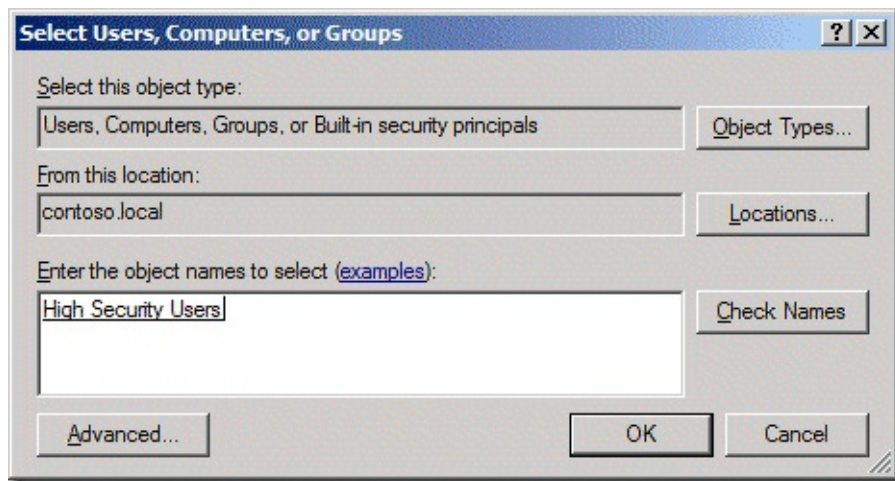 Select Users, Computers, or Groups
Select this object type:
Users, Computers, Groups, or Built-in security principals
Object Types...
From this location:
contoso.local
Locations...
Enter the object names to select (examples):
High Security Users
Check Names
Advanced...
OK
Cancel